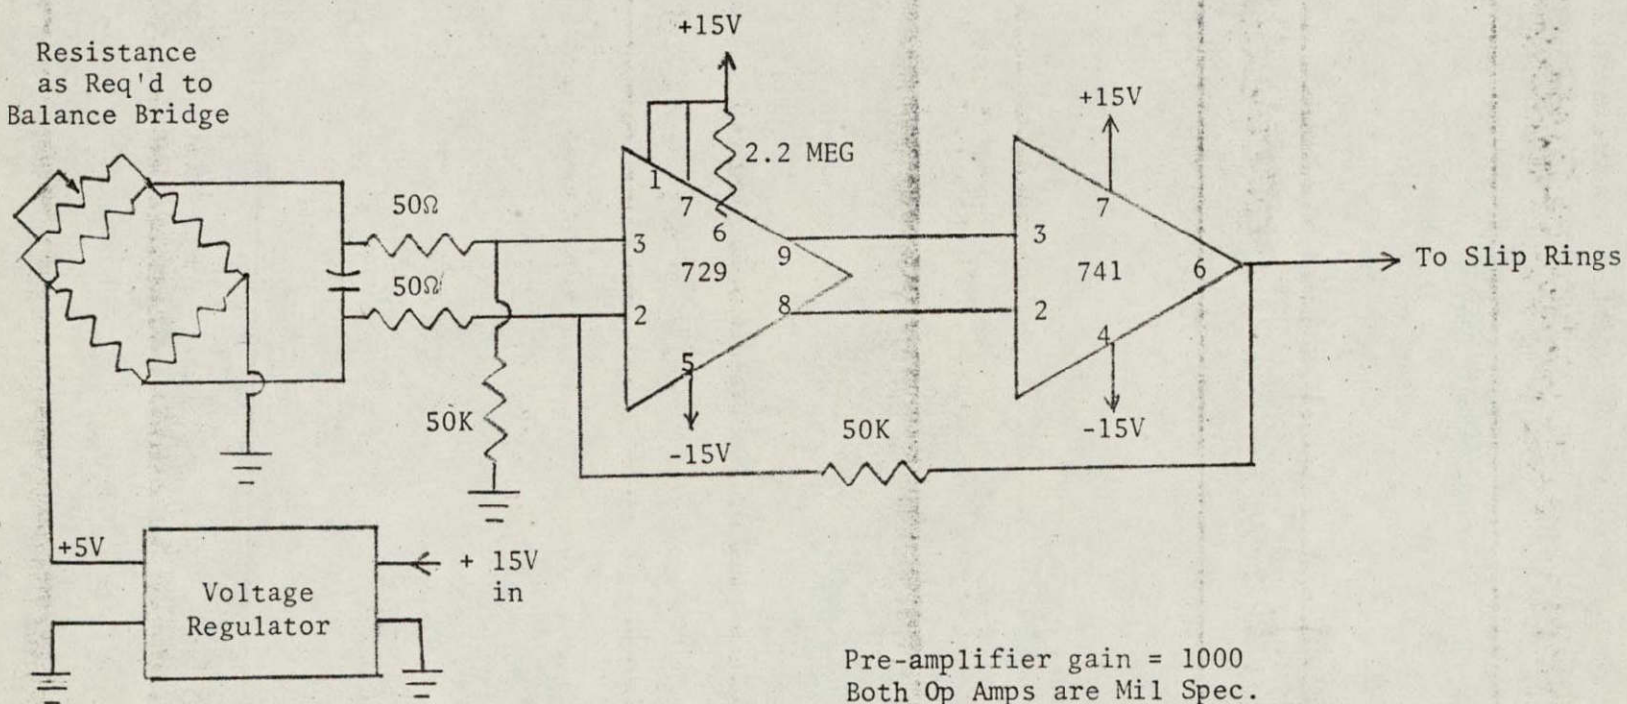 Resistance
as Req'd to
Balance Bridge
+15V
2.2 MEG
1
7
6
50Ω
50Ω
3
2
729
9
8
5
-15V
50K
50K
+15V
7
3
741
6
2
4
-15V
To Slip Rings
+5V
Voltage
Regulator
+ 15V
in
Pre-amplifier gain = 1000
Both Op Amps are Mil Spec.